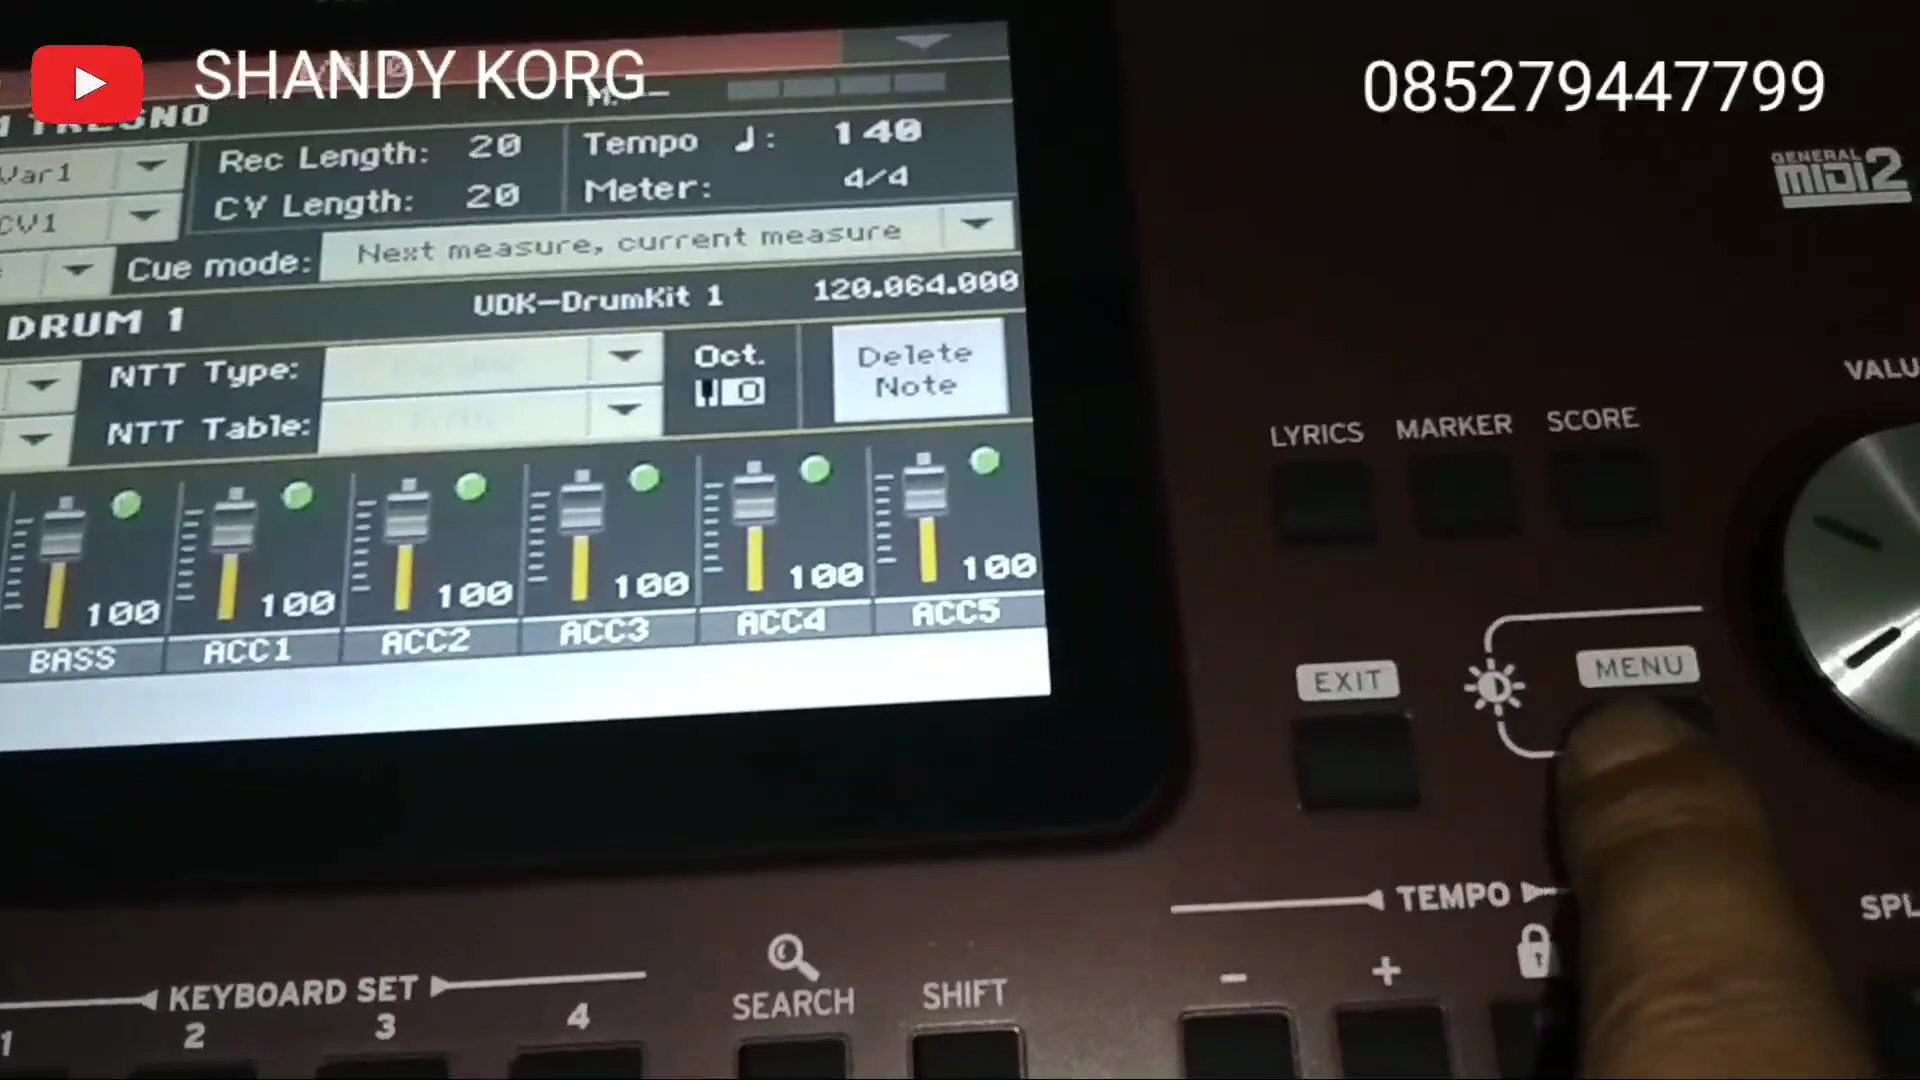 SHANDY KORG
085279447799
GENERAL
MIDI2
Var1
Rec Length: 20
Tempo ♩: 140
CV1
CV Length: 20
Meter: 4/4
Cue mode: Next measure, current measure
DRUM 1
UDK-DrumKit 1
120.064.000
NTT Type:
Oct.
0
Delete
Note
NTT Table:
100 100 100 100 100 100
BASS ACC1 ACC2 ACC3 ACC4 ACC5
LYRICS MARKER SCORE
EXIT
MENU
TEMPO
- +
KEYBOARD SET
1 2 3 4
SEARCH
SHIFT